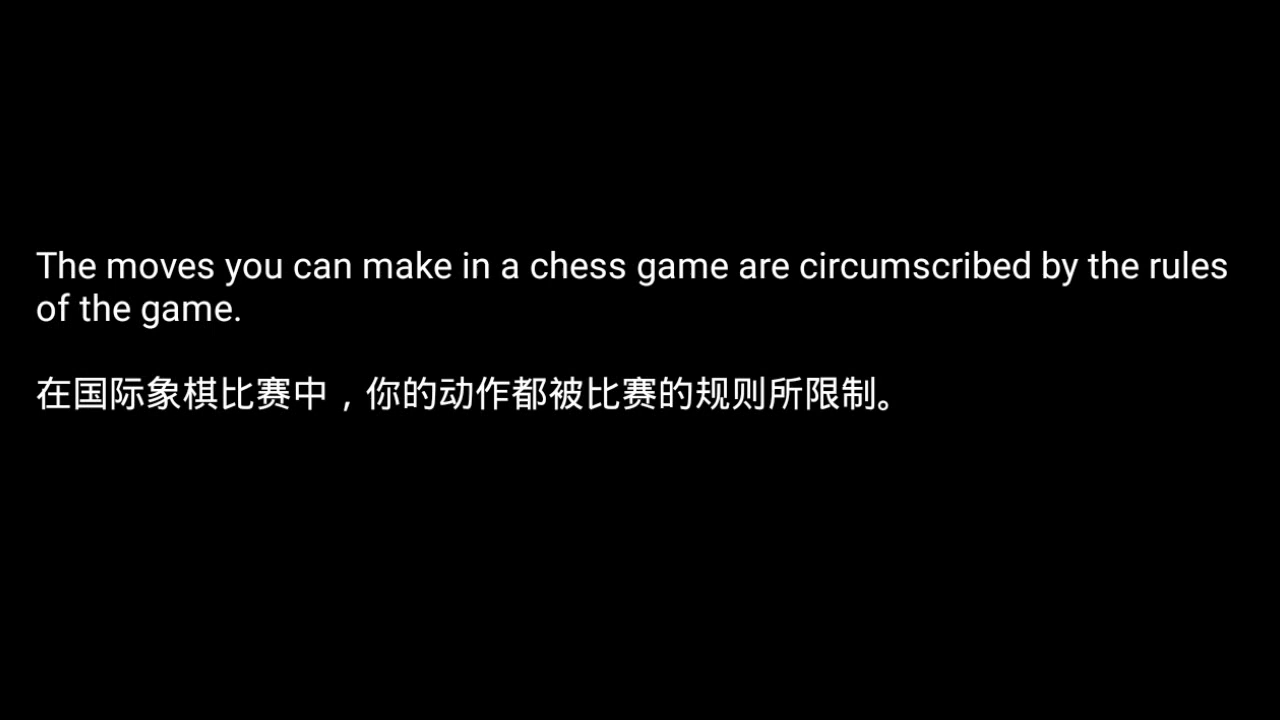 The moves you can make in a chess game are circumscribed by the rules
of the game.
在国际象棋比赛中，你的动作都被比赛的规则所限制。